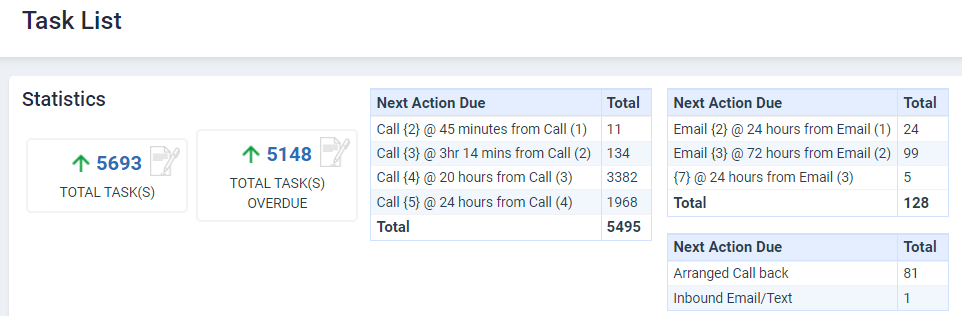 Task List
Statistics
5693
TOTAL TASK(S)
5148
TOTAL TASK(S)
OVERDUE
Next Action Due Total
Call {2} @ 45 minutes from Call (1) 11
Call {3} @ 3hr 14 mins from Call (2) 134
Call {4} @ 20 hours from Call (3) 3382
Call {5} @ 24 hours from Call (4) 1968
Total 5495
Next Action Due Total
Email {2} @ 24 hours from Email (1) 24
Email {3} @ 72 hours from Email (2) 99
{7} @ 24 hours from Email (3) 5
Total 128
Next Action Due Total
Arranged Call back 81
Inbound Email/Text 1